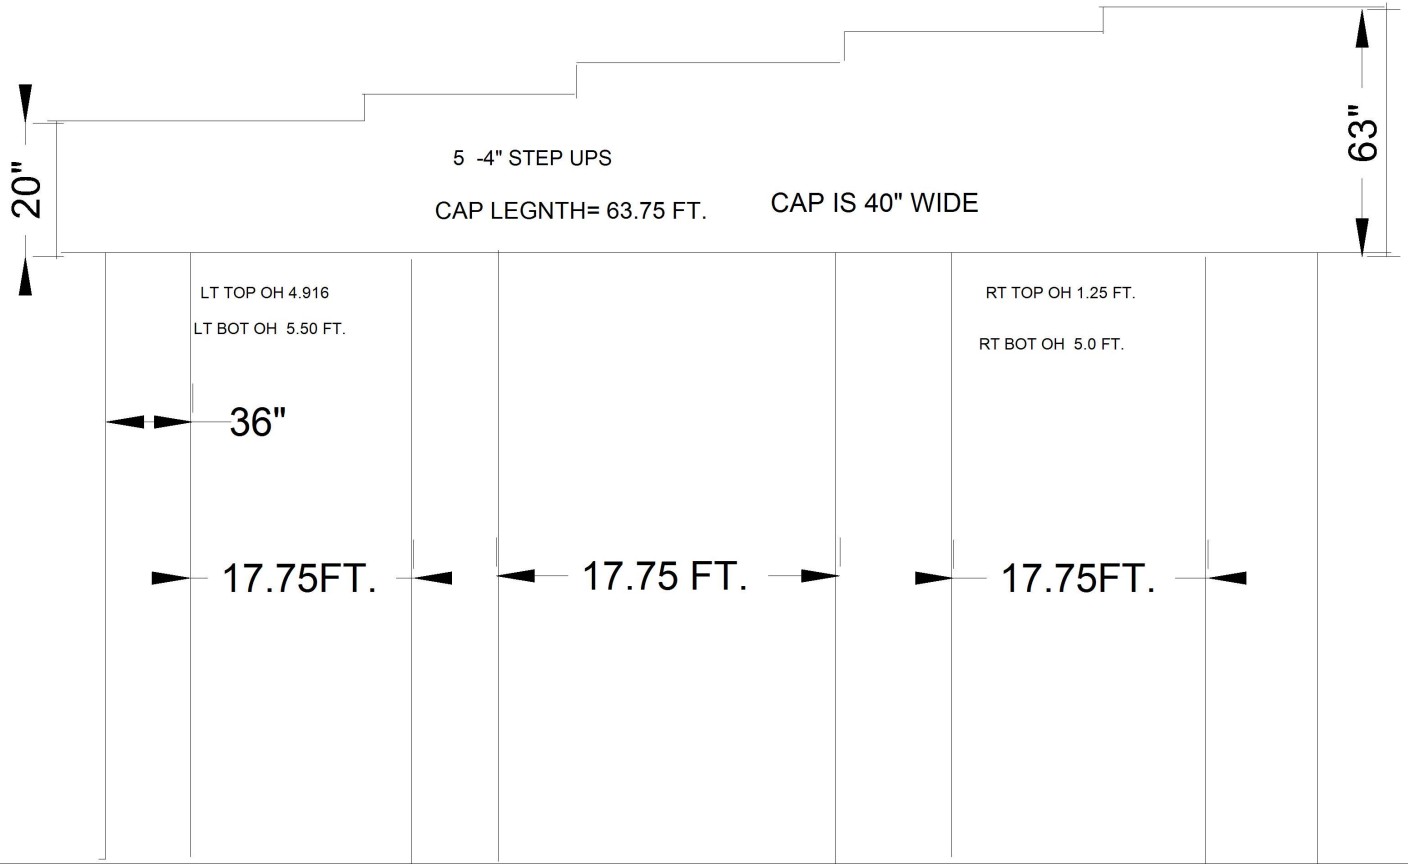 5 -4" STEP UPS
CAP LEGNTH= 63.75 FT.
CAP IS 40" WIDE
20"
63"
LT TOP OH 4.916
LT BOT OH 5.50 FT.
RT TOP OH 1.25 FT.
RT BOT OH 5.0 FT.
36"
17.75FT.
17.75 FT.
17.75FT.